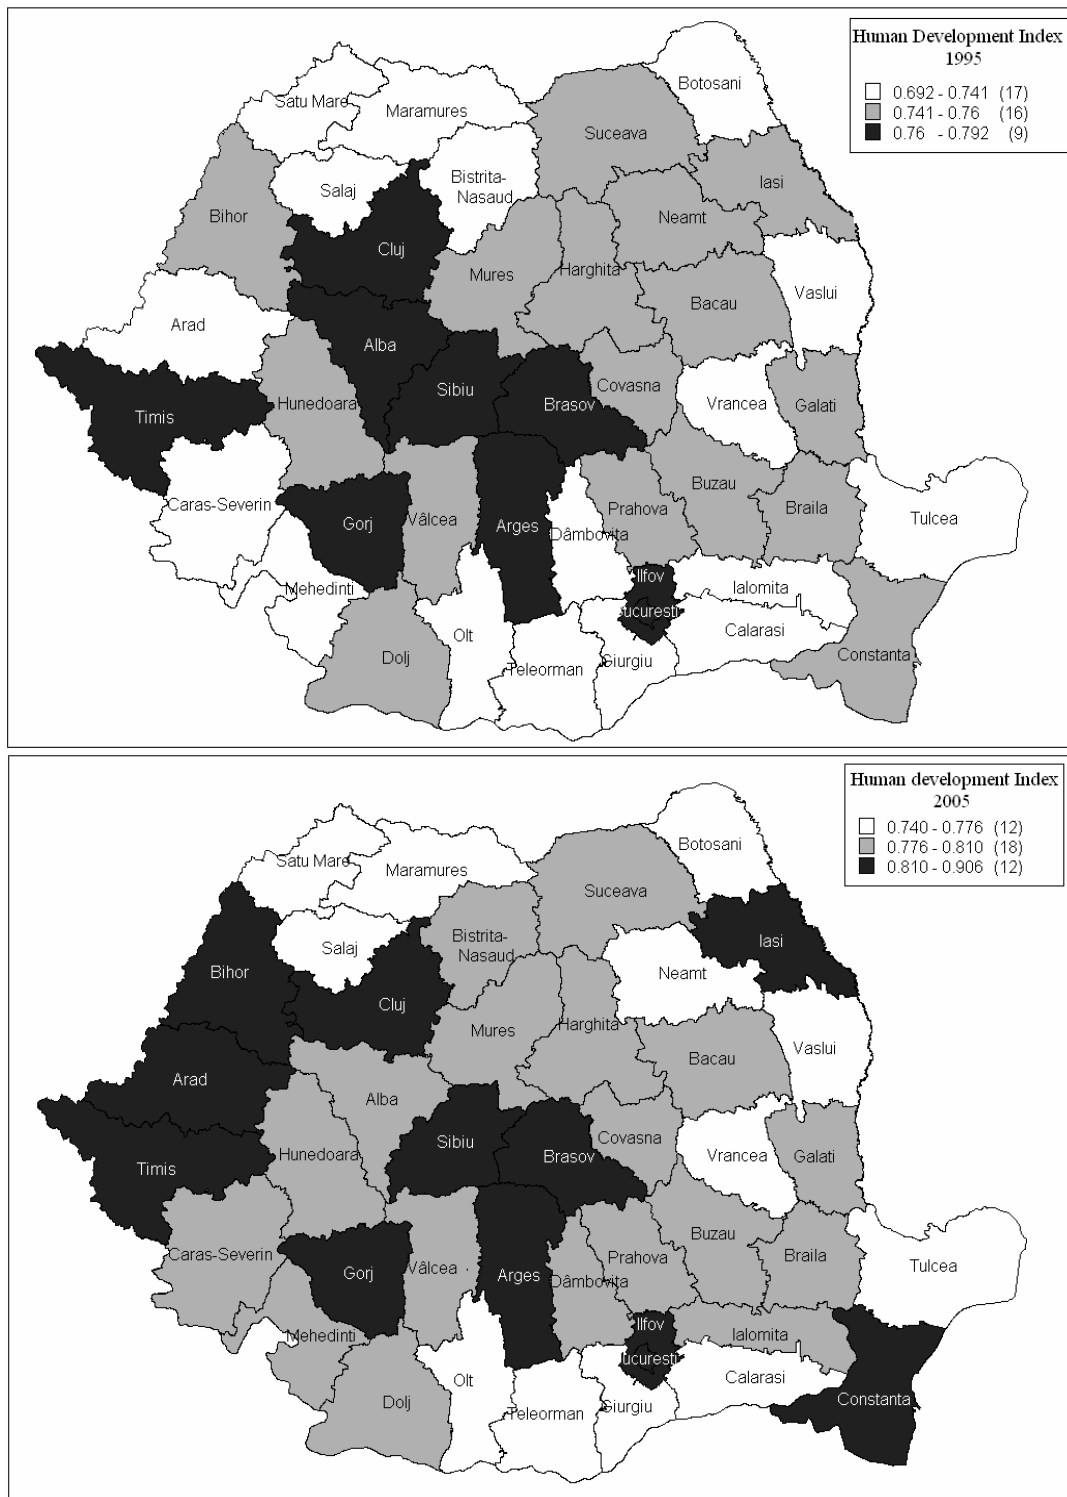 Human Development Index
1995
0.692 - 0.741 (17)
0.741 - 0.76 (16)
0.76 - 0.792 (9)
Botosani
Satu Mare
Maramures
Suceava
Iasi
Salaj
Bistrita-
Nasaud
Bihor
Neamt
Cluj
Mures
Harghita
Bacau
Vaslui
Arad
Alba
Sibiu
Covasna
Timis
Hunedoara
Brasov
Vrancea
Galati
Caras-Severin
Gorj
Vâlcea
Arges
Dâmbovita
Prahova
Buzau
Braila
Tulcea
Ilfov
Mehedinti
Ialomita
ucuresti
Olt
Calarasi
Dolj
Teleorman
Giurgiu
Constanta
Human development Index
2005
0.740 - 0.776 (12)
0.776 - 0.810 (18)
0.810 - 0.906 (12)
Botosani
Satu Mare
Maramures
Suceava
Iasi
Salaj
Bistrita-
Nasaud
Bihor
Neamt
Cluj
Mures
Harghita
Bacau
Vaslui
Arad
Alba
Sibiu
Covasna
Timis
Hunedoara
Brasov
Vrancea
Galati
Caras-Severin
Gorj
Vâlcea
Arges
Dâmbovita
Prahova
Buzau
Braila
Tulcea
Ilfov
Mehedinti
Ialomita
ucuresti
Olt
Calarasi
Dolj
Teleorman
Giurgiu
Constanta